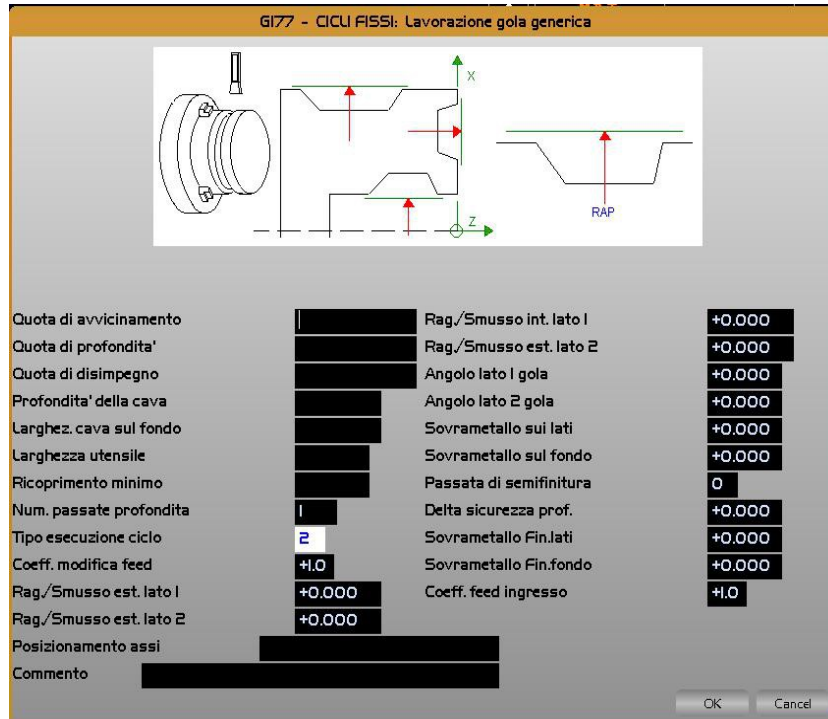 G177 - CICLI FISSI: Lavorazione gola generica
X
RAP
Z
Quota di avvicinamento
Quota di profondita'
Quota di disimpegno
Profondita' della cava
Larghez. cava sul fondo
Larghezza utensile
Ricoprimento minimo
Num. passate profondita 1
Tipo esecuzione ciclo 2
Coeff. modifica feed +1.0
Rag./Smusso est. lato 1 +0.000
Rag./Smusso est. lato 2 +0.000
Posizionamento assi
Commento
Rag./Smusso int. lato 1 +0.000
Rag./Smusso est. lato 2 +0.000
Angolo lato 1 gola +0.000
Angolo lato 2 gola +0.000
Sovrametallo sui lati +0.000
Sovrametallo sul fondo +0.000
Passata di semifinitura 0
Delta sicurezza prof. +0.000
Sovrametallo Fin.lati +0.000
Sovrametallo Fin.fondo +0.000
Coeff. feed ingresso +1.0
OK Cancel